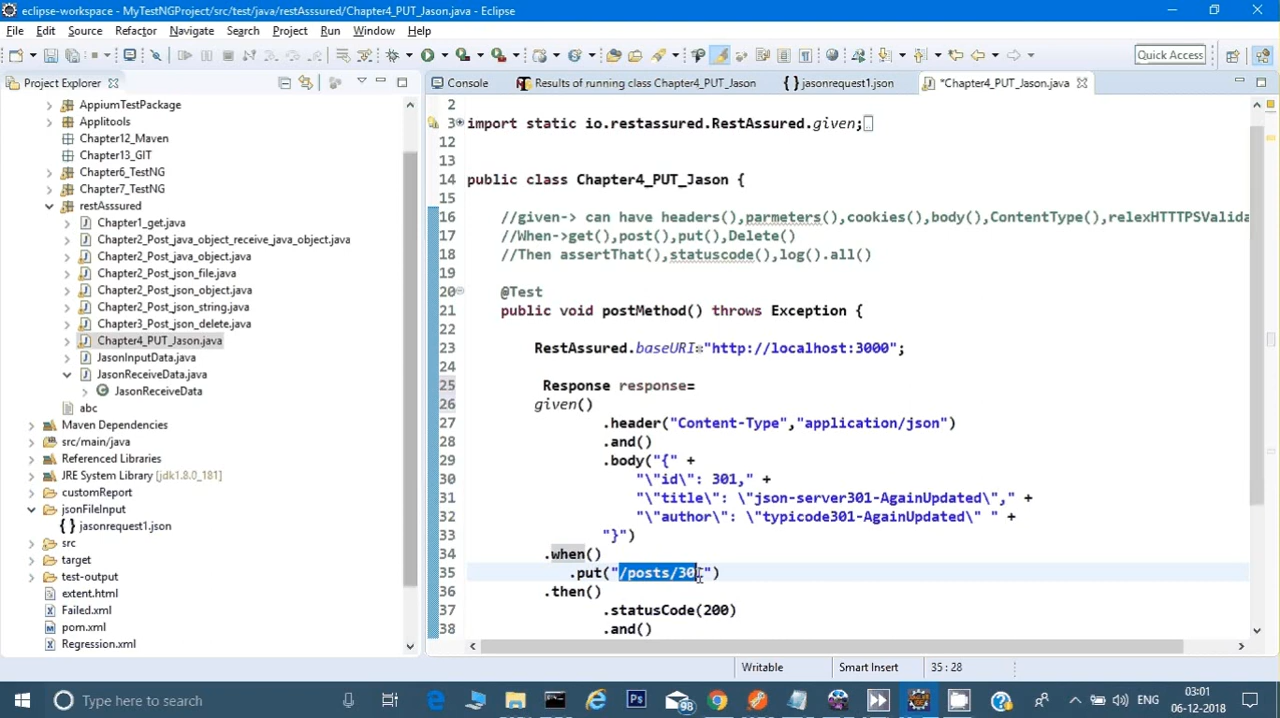 eclipse-workspace - MyTestNGProject/src/test/java/restAsssured/Chapter4_PUT_Jason.java - Eclipse
File Edit Source Refactor Navigate Search Project Run Window Help
Quick Access
Project Explorer
Console
Results of running class Chapter4_PUT_Jason
jasonrequest1.json
*Chapter4_PUT_Jason.java
AppiumTestPackage
Applitools
Chapter12_Maven
Chapter13_GIT
Chapter6_TestNG
Chapter7_TestNG
restAsssured
Chapter1_get.java
Chapter2_Post_java_object_receive_java_object.java
Chapter2_Post_java_object.java
Chapter2_Post_json_file.java
Chapter2_Post_json_object.java
Chapter2_Post_json_string.java
Chapter3_Post_json_delete.java
Chapter4_PUT_Jason.java
JasonInputData.java
JasonReceiveData.java
JasonReceiveData
abc
Maven Dependencies
src/main/java
Referenced Libraries
JRE System Library [jdk1.8.0_181]
customReport
jsonFileInput
jasonrequest1.json
src
target
test-output
extent.html
Failed.xml
pom.xml
Regression.xml
2
3 import static io.restassured.RestAssured.given;
12
13
14 public class Chapter4_PUT_Jason {
15
16 //given-> can have headers(),parmeters(),cookies(),body(),ContentType(),relexHTTPSValida
17 //When->get(),post(),put(),Delete()
18 //Then assertThat(),statuscode(),log().all()
19
20 @Test
21 public void postMethod() throws Exception {
22
23 RestAssured.baseURI="http://localhost:3000";
24
25 Response response=
26 given()
27 .header("Content-Type","application/json")
28 .and()
29 .body("{" +
30 "\"id\": 301," +
31 "\"title\": \"json-server301-AgainUpdated\"," +
32 "\"author\": \"typicode301-AgainUpdated\" " +
33 "}")
34 .when()
35 .put("/posts/301")
36 .then()
37 .statusCode(200)
38 .and()
Writable Smart Insert 35 : 28
Type here to search
98
ENG
03:01
06-12-2018